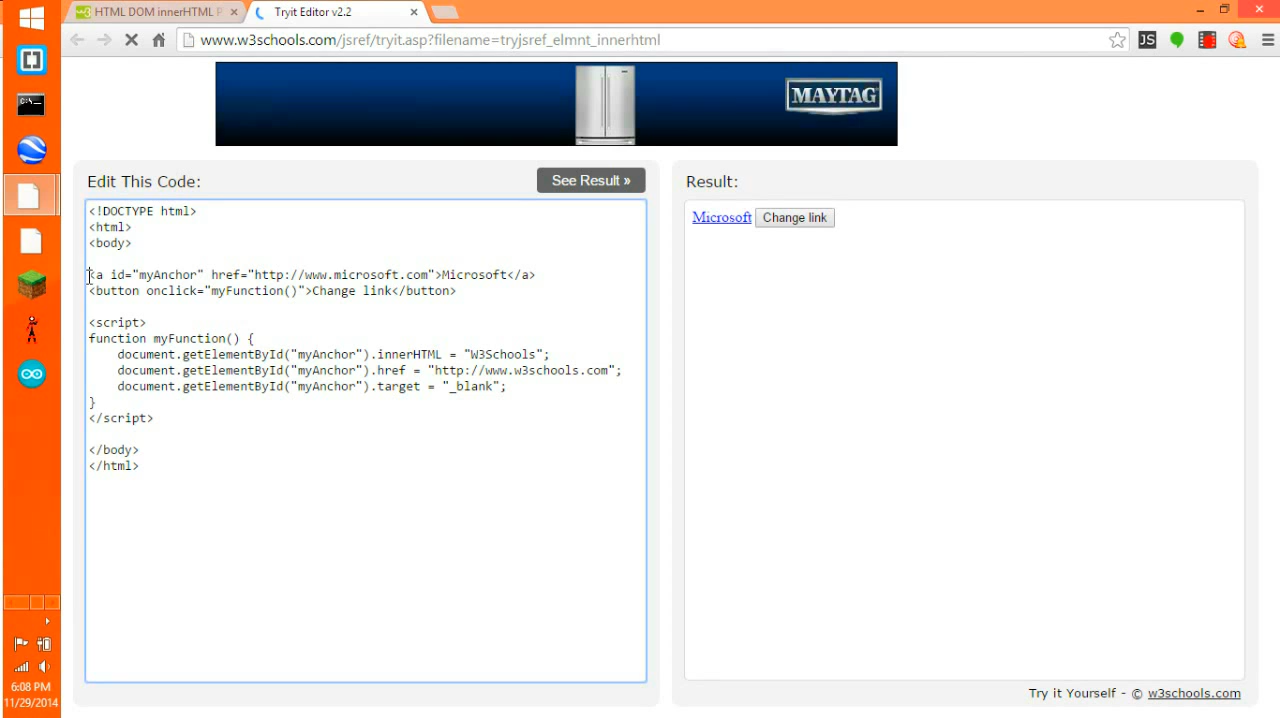 HTML DOM innerHTML P
Tryit Editor v2.2
www.w3schools.com/jsref/tryit.asp?filename=tryjsref_elmnt_innerhtml
JS
MAYTAG
Edit This Code:
See Result »
<!DOCTYPE html>
<html>
<body>
<a id="myAnchor" href="http://www.microsoft.com">Microsoft</a>
<button onclick="myFunction()">Change link</button>
<script>
function myFunction() {
    document.getElementById("myAnchor").innerHTML = "W3Schools";
    document.getElementById("myAnchor").href = "http://www.w3schools.com";
    document.getElementById("myAnchor").target = "_blank";
}
</script>
</body>
</html>
Result:
Microsoft Change link
Try it Yourself - © w3schools.com
6:08 PM
11/29/2014